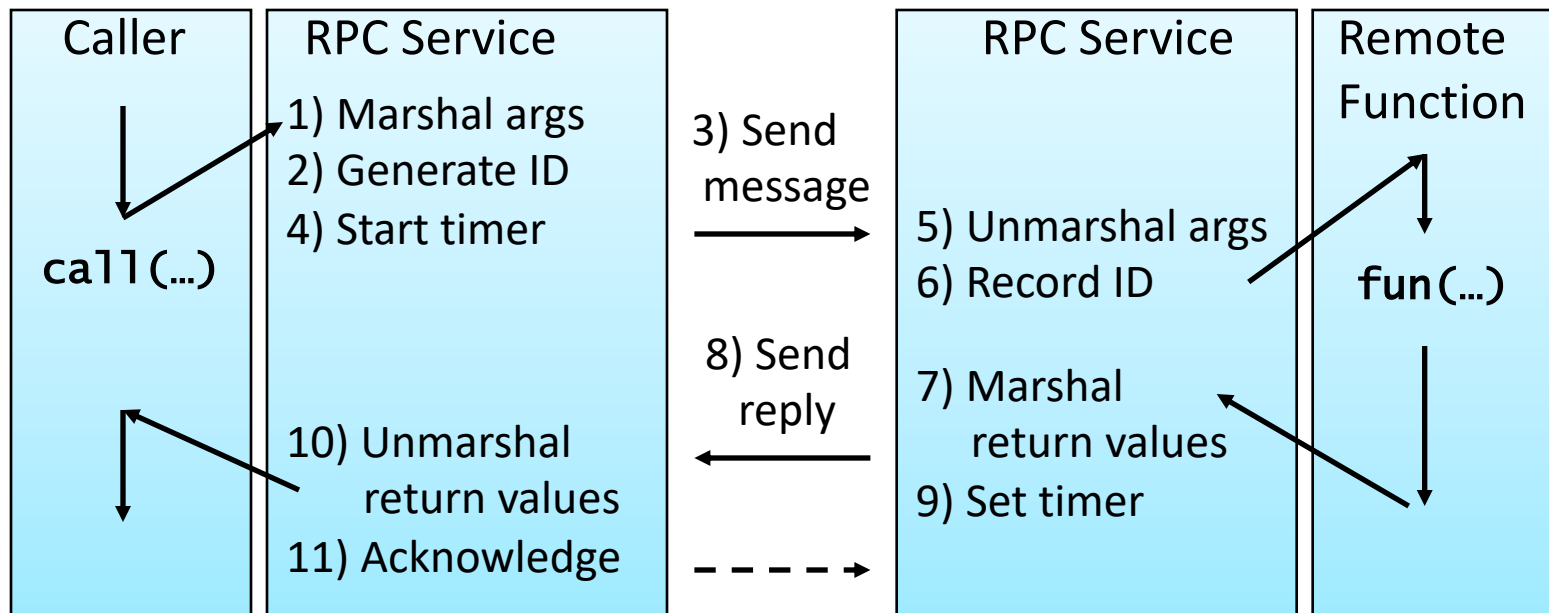 Caller
RPC Service
1) Marshal args
2) Generate ID
4) Start timer
call(…)
10) Unmarshal
return values
11) Acknowledge
3) Send
message
8) Send
reply
RPC Service
5) Unmarshal args
6) Record ID
7) Marshal
return values
9) Set timer
Remote
Function
fun(…)